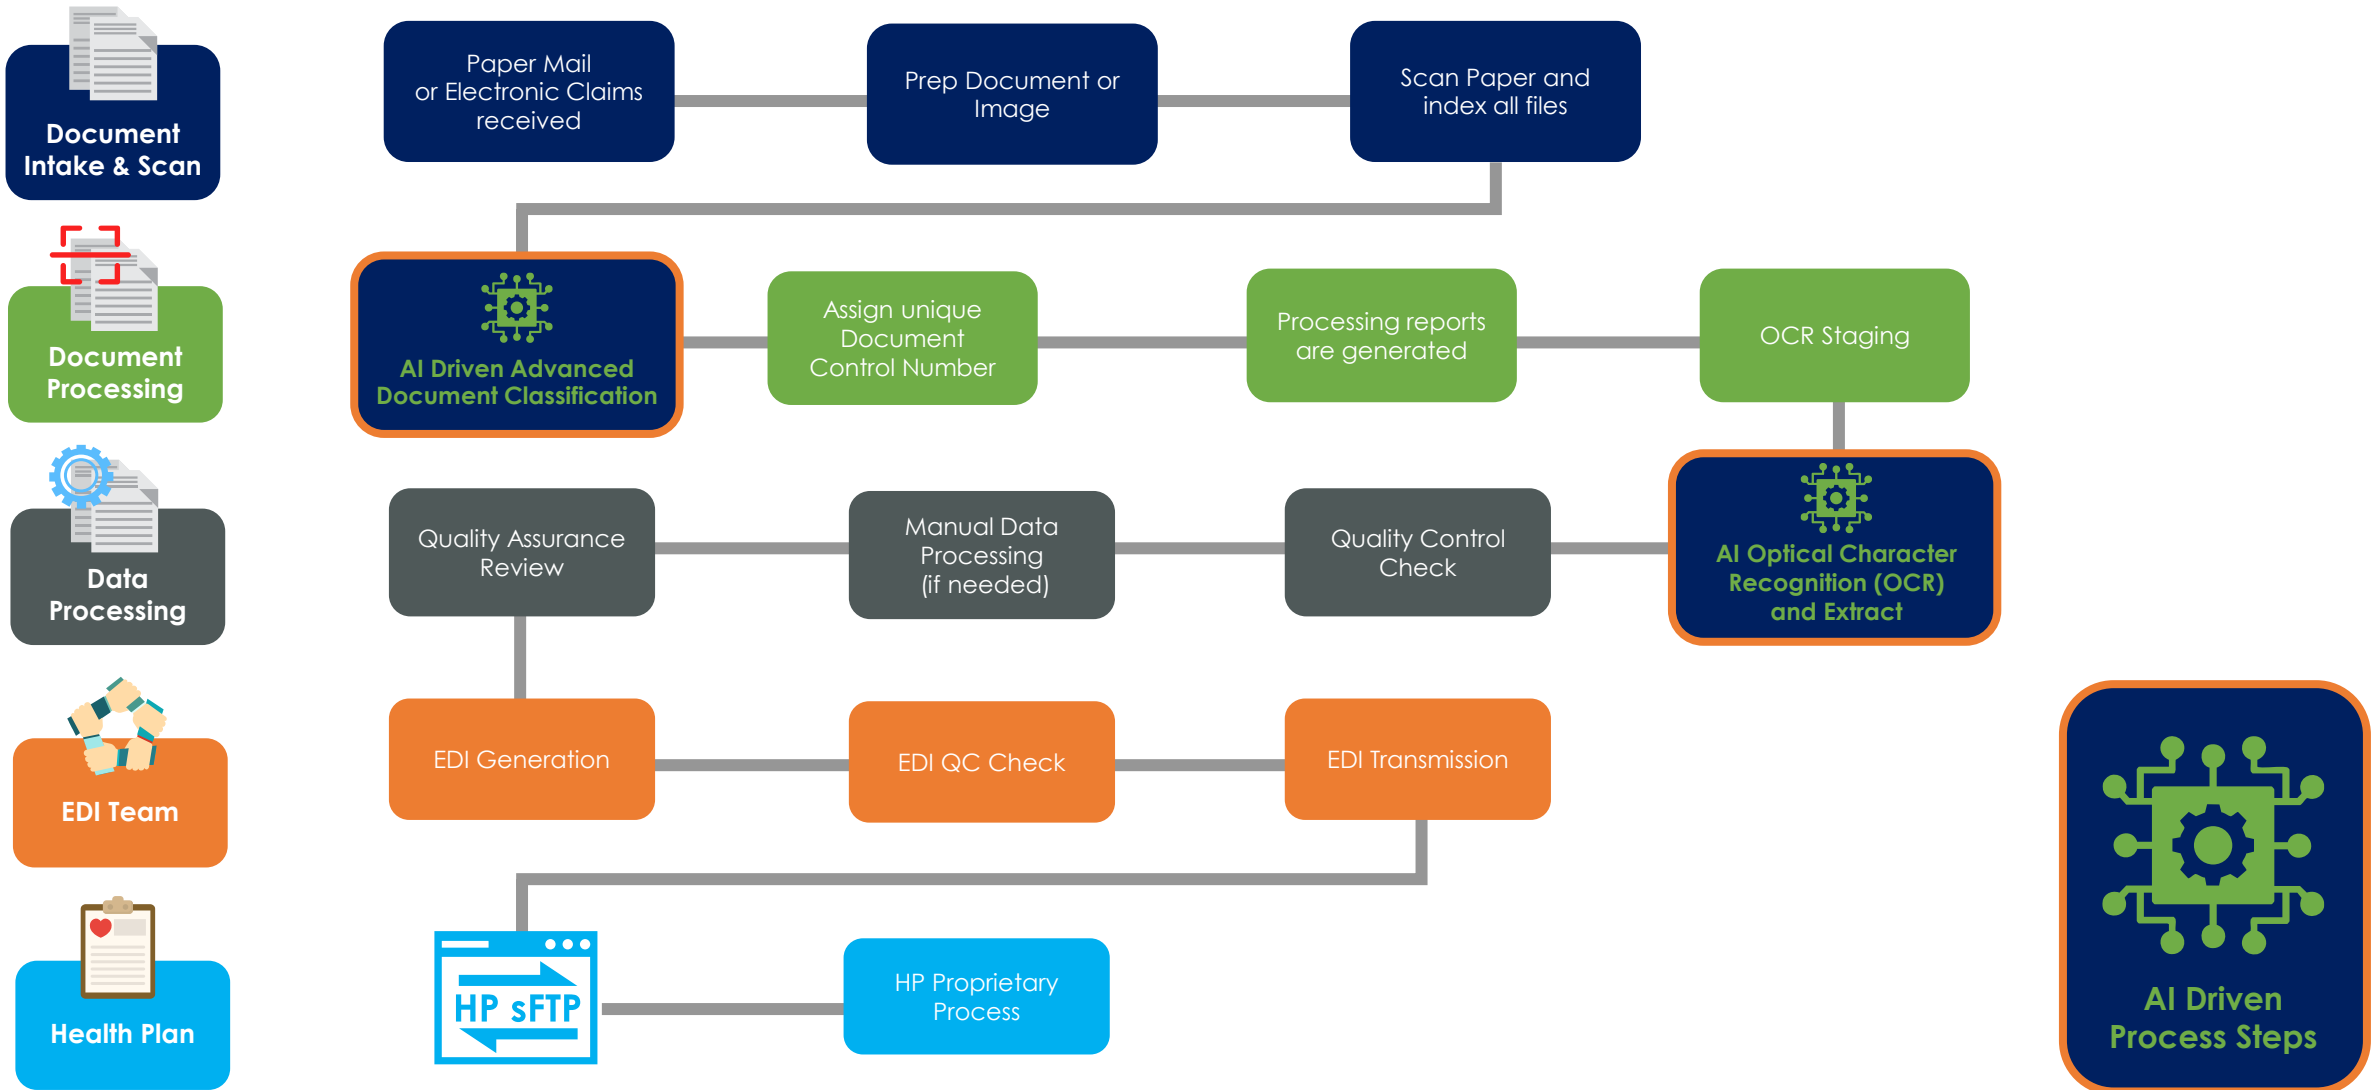 Document
Intake & Scan
Paper Mail
or Electronic Claims
received
Prep Document or
Image
Scan Paper and
index all files
Document
Processing
AI Driven Advanced
Document Classification
Assign unique
Document
Control Number
Processing reports
are generated
OCR Staging
Data
Processing
Quality Assurance
Review
Manual Data
Processing
(if needed)
Quality Control
Check
AI Optical Character
Recognition (OCR)
and Extract
EDI Team
EDI Generation
EDI QC Check
EDI Transmission
Health Plan
HP sFTP
HP Proprietary
Process
AI Driven
Process Steps